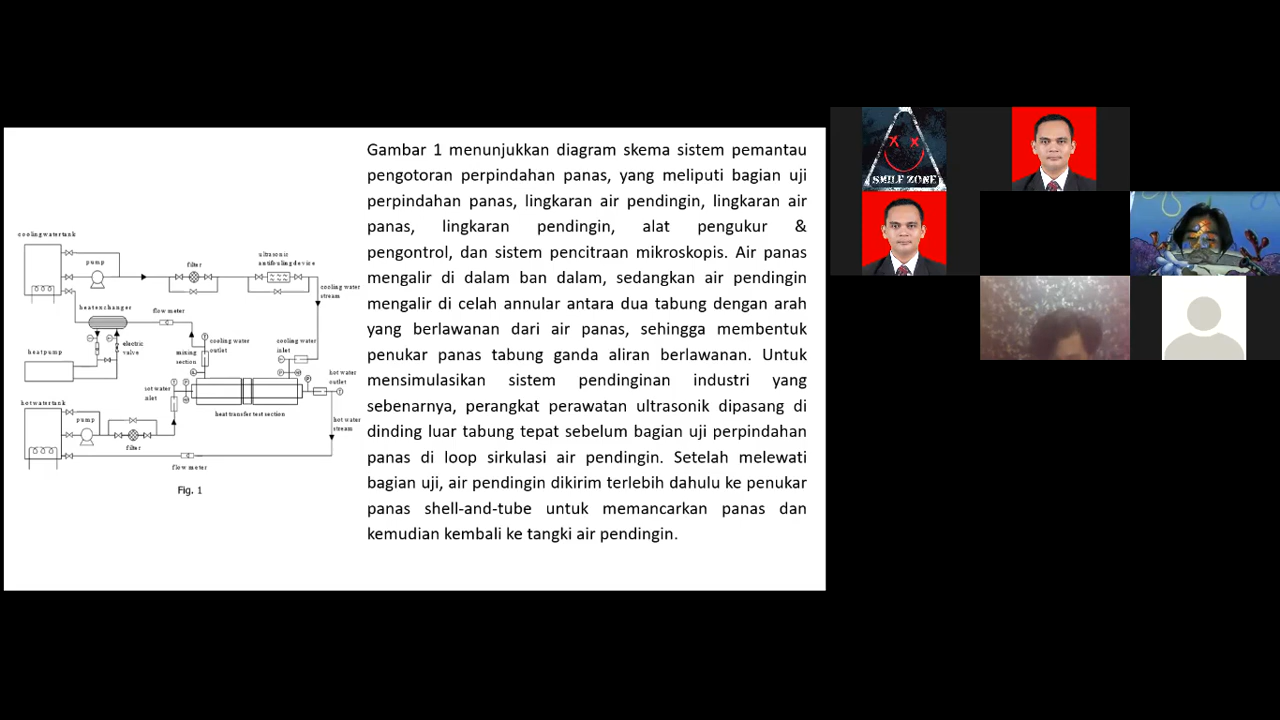 Gambar 1 menunjukkan diagram skema sistem pemantau
pengotoran perpindahan panas, yang meliputi bagian uji
perpindahan panas, lingkaran air pendingin, lingkaran air
panas, lingkaran pendingin, alat pengukur &
pengontrol, dan sistem pencitraan mikroskopis. Air panas
mengalir di dalam ban dalam, sedangkan air pendingin
mengalir di celah annular antara dua tabung dengan arah
yang berlawanan dari air panas, sehingga membentuk
penukar panas tabung ganda aliran berlawanan. Untuk
mensimulasikan sistem pendinginan industri yang
sebenarnya, perangkat perawatan ultrasonik dipasang di
dinding luar tabung tepat sebelum bagian uji perpindahan
panas di loop sirkulasi air pendingin. Setelah melewati
bagian uji, air pendingin dikirim terlebih dahulu ke penukar
panas shell-and-tube untuk memancarkan panas dan
kemudian kembali ke tangki air pendingin.
cooling water tank
pump
filter
ultrasonic
antifouling device
cooling water
stream
heat exchanger
flow meter
electric
valve
mixing
section
cooling water
outlet
cooling water
inlet
heat pump
hot water
outlet
inlet
heat transfer test section
hot water tank
pump
filter
hot water
stream
flow meter
Fig. 1
SMILE ZONE